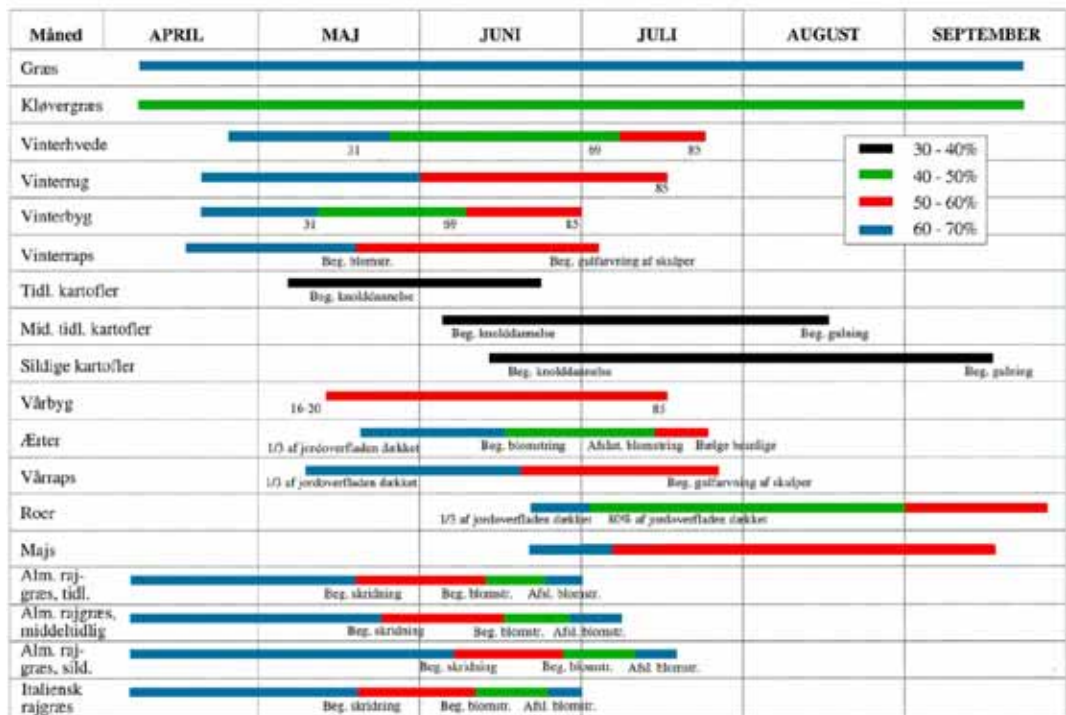 Måned APRIL MAJ JUNI JULI AUGUST SEPTEMBER
Græs
Kløvergræs
Vinterhvede
31 69 85
Vinterrug
85
Vinterbyg
31 69 85
Vinterraps
Beg. blomstr. Beg. gulfarvning af skulper
Tidl. kartofler
Beg. knolddannelse
Mid. tidl. kartofler
Beg. knolddannelse Beg. gulning
Sildige kartofler
Beg. knolddannelse Beg. gulning
Vårbyg
16-20 85
Ærter
1/3 af jordoverfladen dækket Beg. blomstring Afslut. blomstring Bælge
Vårraps
1/3 af jordoverfladen dækket Beg. gulfarvning af skulper
Roer
1/3 af jordoverfladen dækket 80% af jordoverfladen dækket
Majs
Alm. raj-
græs, tidl.
Beg. skridning Beg. blomstr. Afsl. blomstr.
Alm. rajgræs,
middeltidlig
Beg. skridning Beg. blomstr. Afsl. blomstr.
Alm. raj-
græs, sild.
Beg. skridning Beg. blomstr. Afsl. blomstr.
Italiensk
rajgræs
Beg. skridning Beg. blomstr. Afsl. blomstr.
30 - 40%
40 - 50%
50 - 60%
60 - 70%